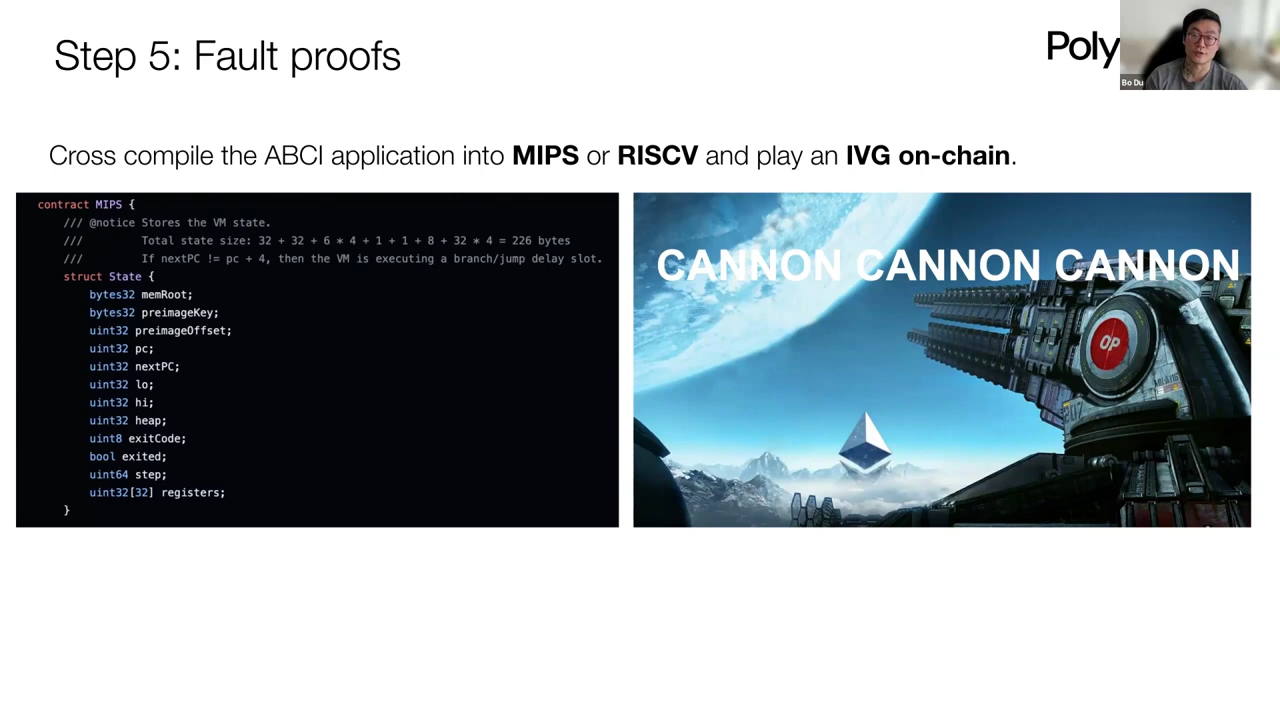 Step 5: Fault proofs
Poly
Bo Du
Cross compile the ABCI application into MIPS or RISCV and play an IVG on-chain.
contract MIPS {
/// @notice Stores the VM state.
/// Total state size: 32 + 32 + 6 * 4 + 1 + 1 + 8 + 32 * 4 = 226 bytes
/// If nextPC != pc + 4, then the VM is executing a branch/jump delay slot.
struct State {
bytes32 memRoot;
bytes32 preimageKey;
uint32 preimageOffset;
uint32 pc;
uint32 nextPC;
uint32 lo;
uint32 hi;
uint32 heap;
uint8 exitCode;
bool exited;
uint64 step;
uint32[32] registers;
}
CANNON CANNON CANNON
OP